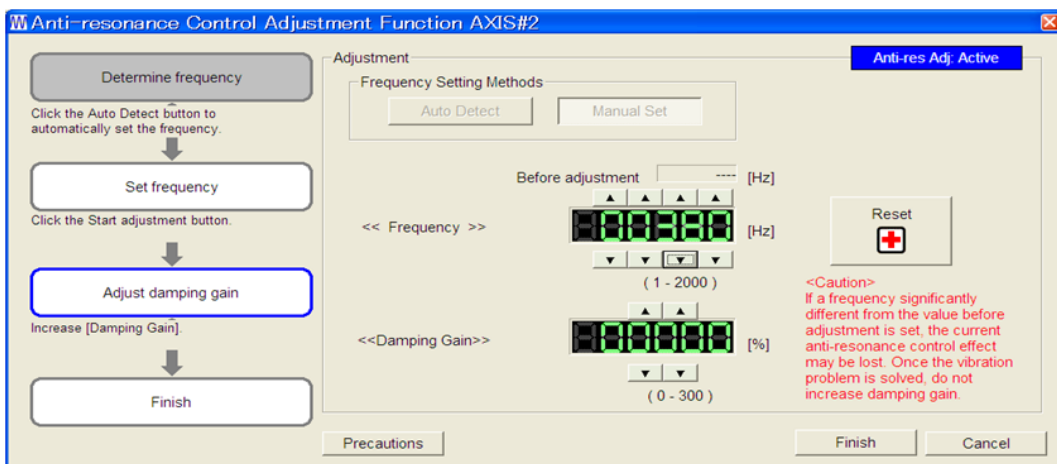 Anti-resonance Control Adjustment Function AXIS#2
Determine frequency
Click the Auto Detect button to
automatically set the frequency.
Set frequency
Click the Start adjustment button.
Adjust damping gain
Increase [Damping Gain].
Finish
Adjustment
Anti-res Adj: Active
Frequency Setting Methods
Auto Detect Manual Set
Before adjustment ---- [Hz]
<< Frequency >> 00380 [Hz]
( 1 - 2000 )
<<Damping Gain>> 00000 [%]
( 0 - 300 )
Reset
<Caution>
If a frequency significantly
different from the value before
adjustment is set, the current
anti-resonance control effect
may be lost. Once the vibration
problem is solved, do not
increase damping gain.
Precautions
Finish
Cancel